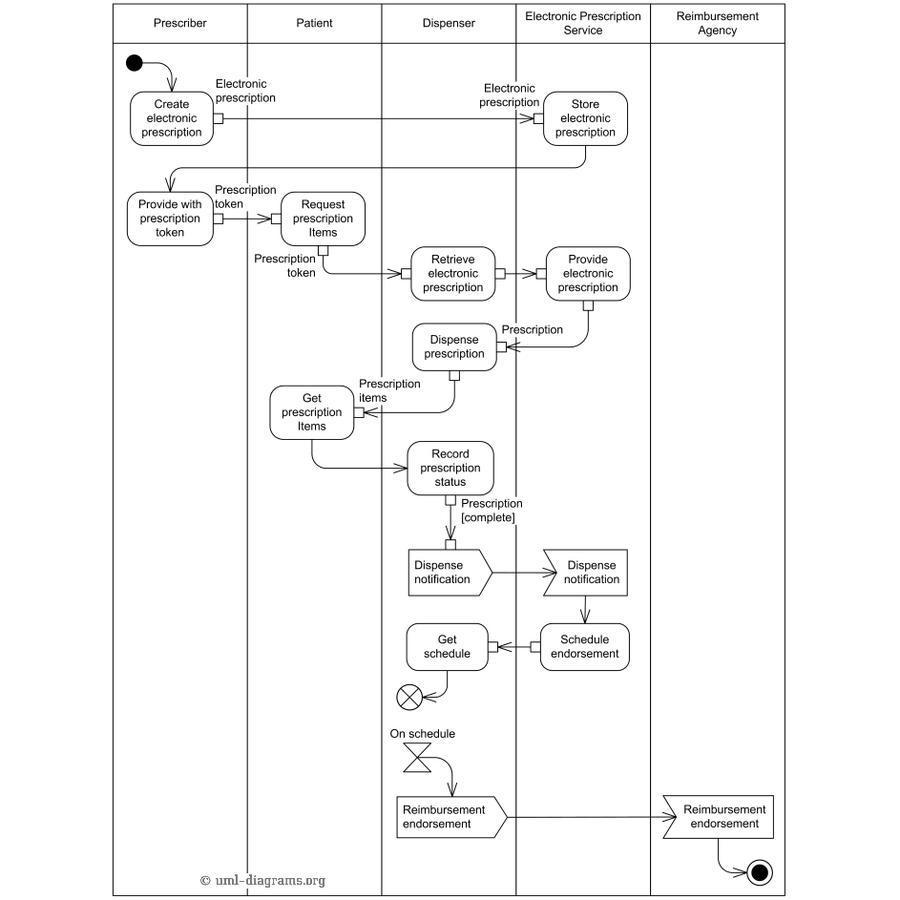 Prescriber
Patient
Dispenser
Electronic Prescription
Service
Reimbursement
Agency
Electronic
prescription
Electronic
prescription
Create
electronic
prescription
Store
electronic
prescription
Provide with
prescription
token
Prescription
token
Request
prescription
Items
Prescription
token
Retrieve
electronic
prescription
Provide
electronic
prescription
Prescription
Dispense
prescription
Prescription
items
Get
prescription
Items
Record
prescription
status
Prescription
[complete]
Dispense
notification
Dispense
notification
Get
schedule
Schedule
endorsement
On schedule
Reimbursement
endorsement
Reimbursement
endorsement
© uml-diagrams.org